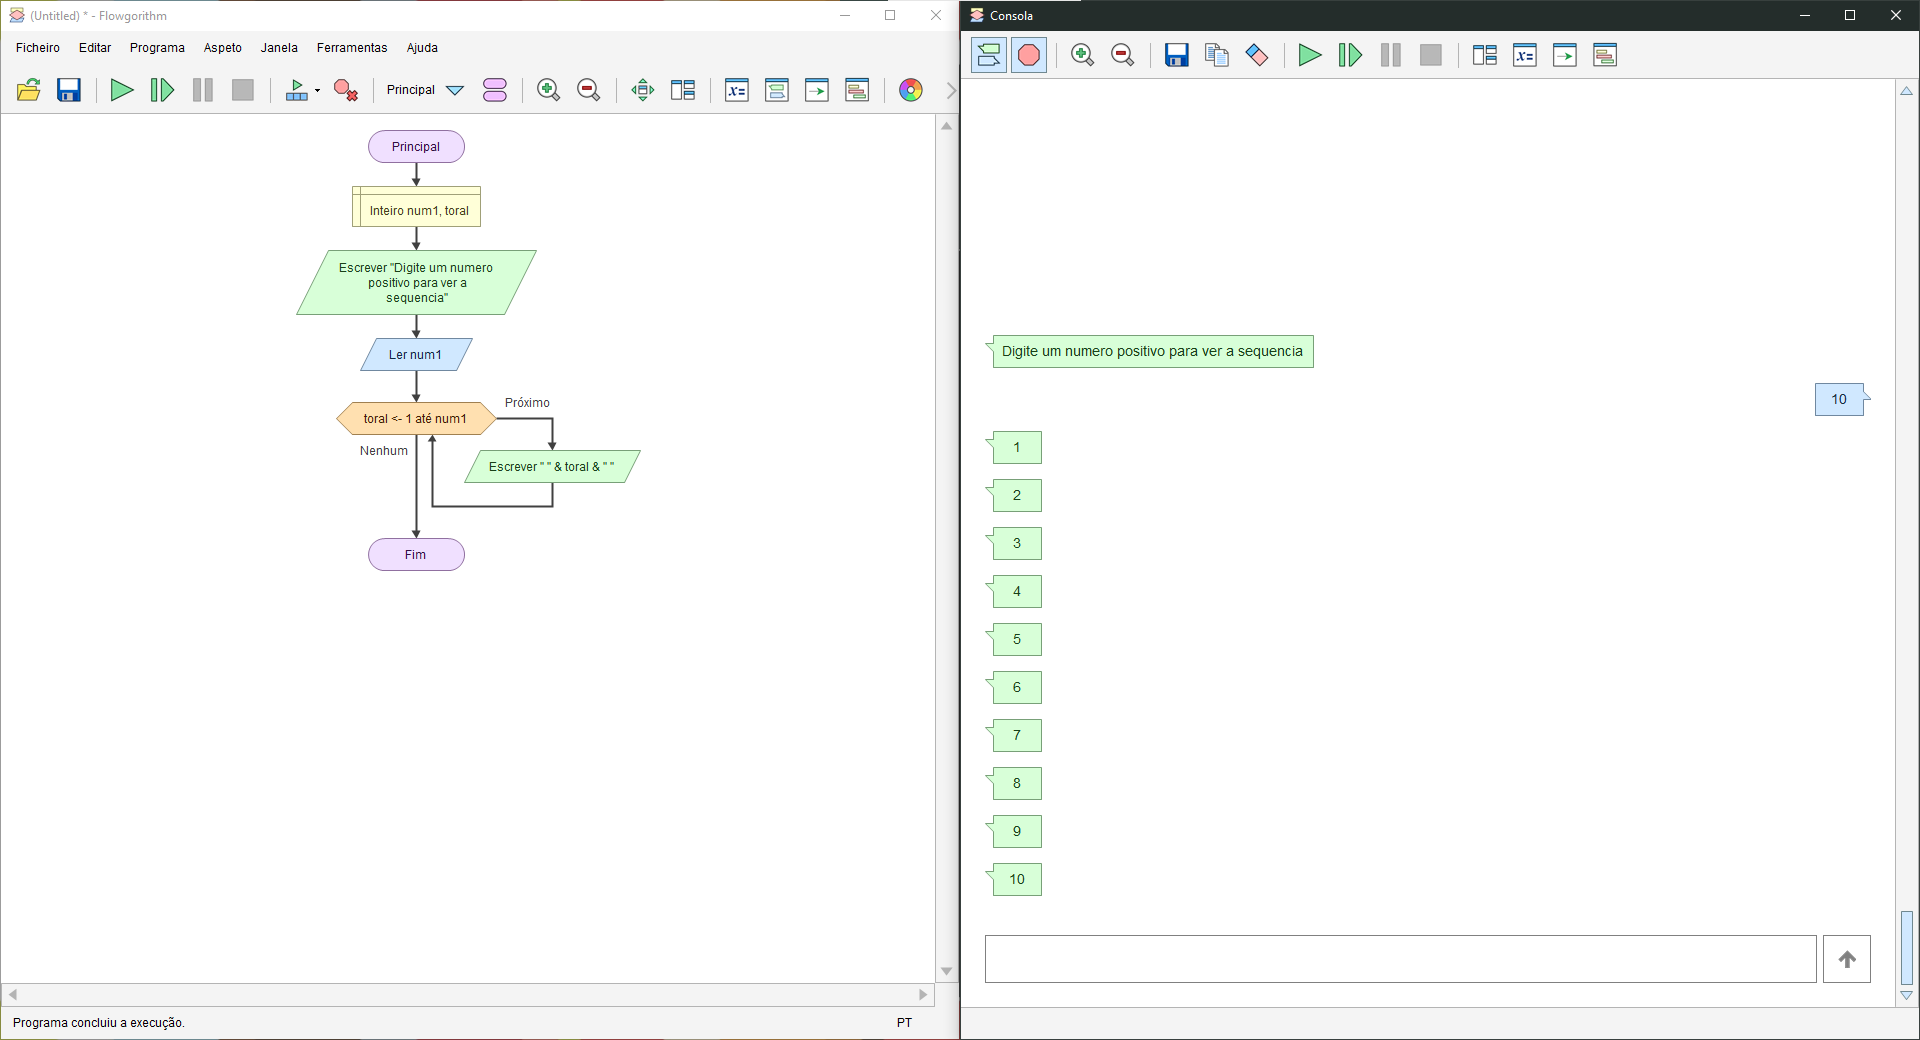 (Untitled) * - Flowgorithm
Ficheiro Editar Programa Aspeto Janela Ferramentas Ajuda
Principal
x=
Principal
Inteiro num1, toral
Escrever "Digite um numero
positivo para ver a
sequencia"
Ler num1
toral <- 1 até num1
Próximo
Nenhum
Escrever " " & toral & " "
Fim
Programa concluiu a execução.
PT
Consola
x=
Digite um numero positivo para ver a sequencia
10
1
2
3
4
5
6
7
8
9
10